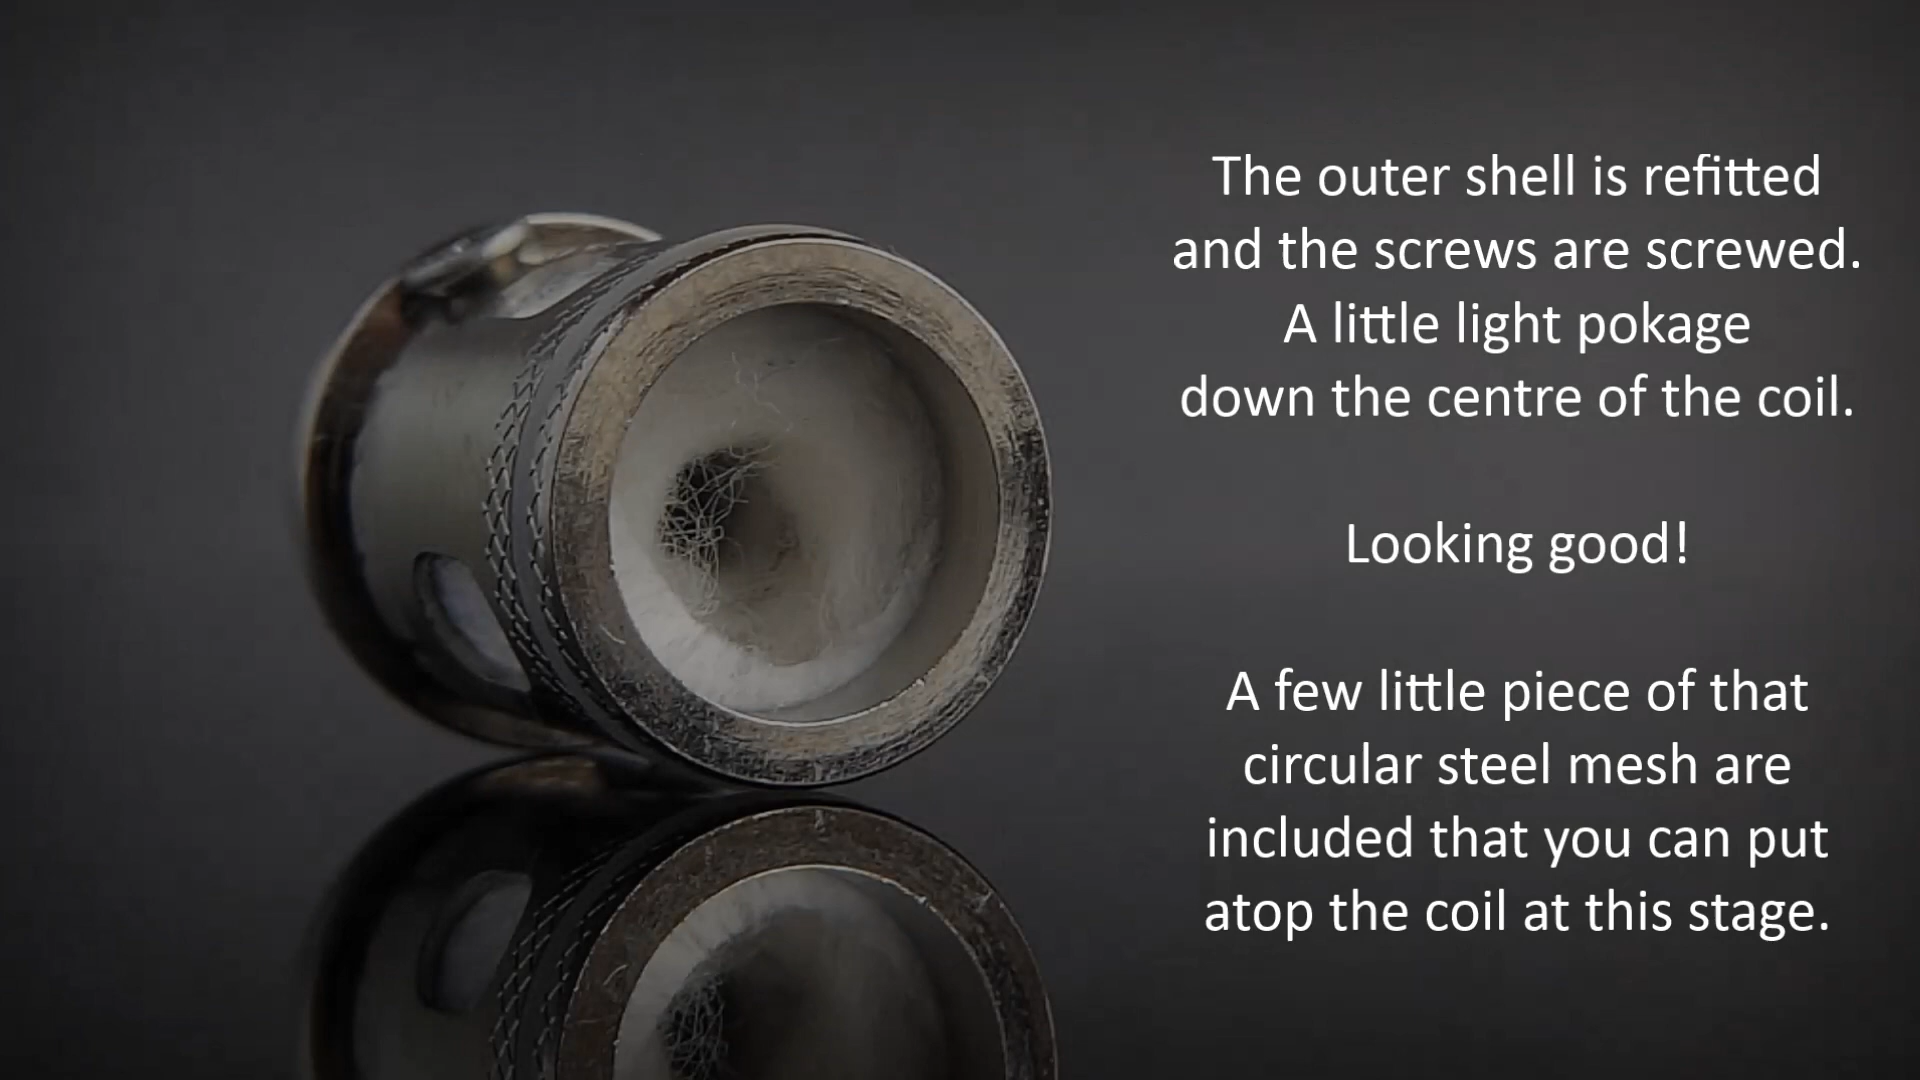 The outer shell is refitted
and the screws are screwed.
A little light pokage
down the centre of the coil.
Looking good!
A few little piece of that
circular steel mesh are
included that you can put
atop the coil at this stage.